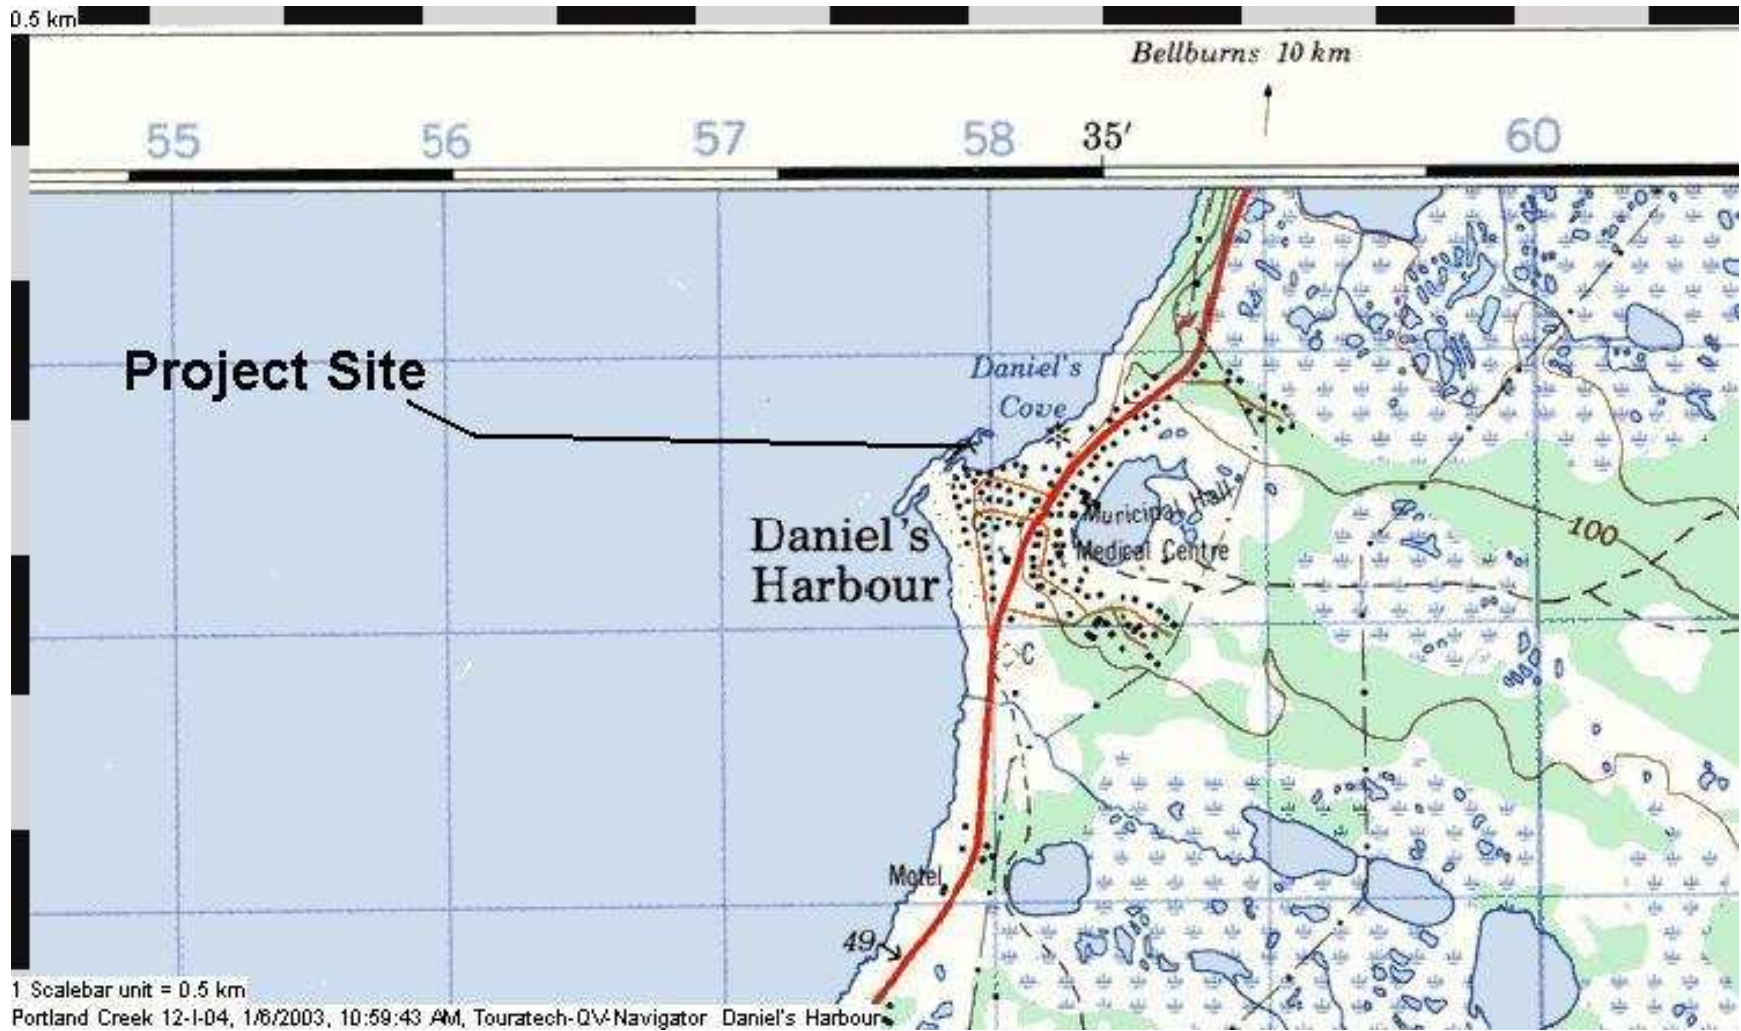 0.5 km
Bellburns 10 km
55 56 57 58 35' 60
Project Site
Daniel's
Cove
Daniel's
Harbour
Municipal Hall
Medical Centre
100
C
Motel
49
1 Scalebar unit = 0.5 km
Portland Creek 12-I-04, 1/6/2003, 10:59:43 AM, Touratech-QV-Navigator Daniel's Harbour